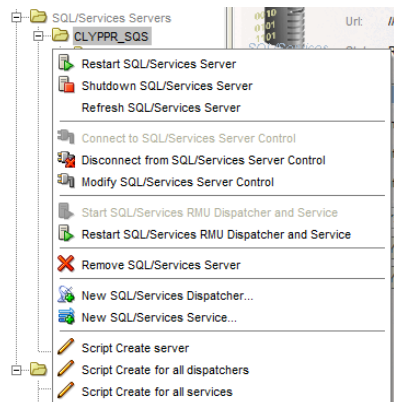 SQL/Services Servers
CLYPPR_SQS
Url:
Restart SQL/Services Server
Shutdown SQL/Services Server
Refresh SQL/Services Server
Connect to SQL/Services Server Control
Disconnect from SQL/Services Server Control
Modify SQL/Services Server Control
Start SQL/Services RMU Dispatcher and Service
Restart SQL/Services RMU Dispatcher and Service
Remove SQL/Services Server
New SQL/Services Dispatcher...
New SQL/Services Service...
Script Create server
Script Create for all dispatchers
Script Create for all services